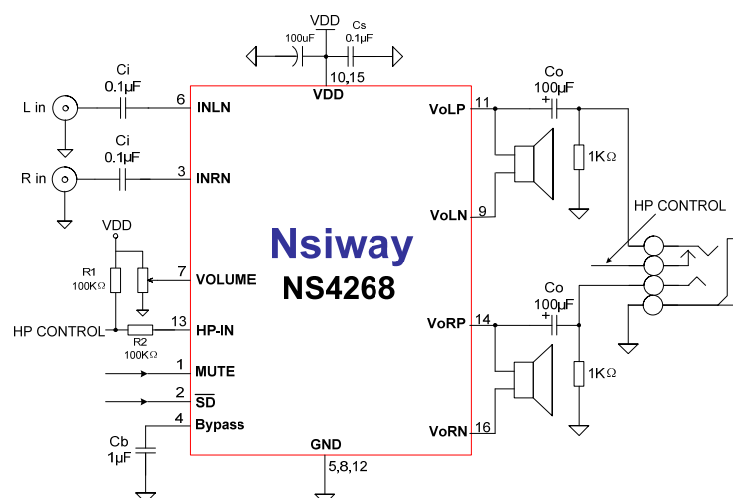 VDD
100uF
Cs
0.1µF
Ci
0.1µF
L in
6
INLN
10,15
VDD
VoLP
11
Co
100µF
+
1KΩ
Ci
0.1µF
R in
3
INRN
VoLN
9
HP CONTROL
VDD
R1
100KΩ
7
VOLUME
Nsiway
NS4268
HP CONTROL
R2
100KΩ
13
HP-IN
VoRP
14
Co
100µF
+
1KΩ
1
MUTE
2
SD
4
Bypass
Cb
1µF
VoRN
16
GND
5,8,12